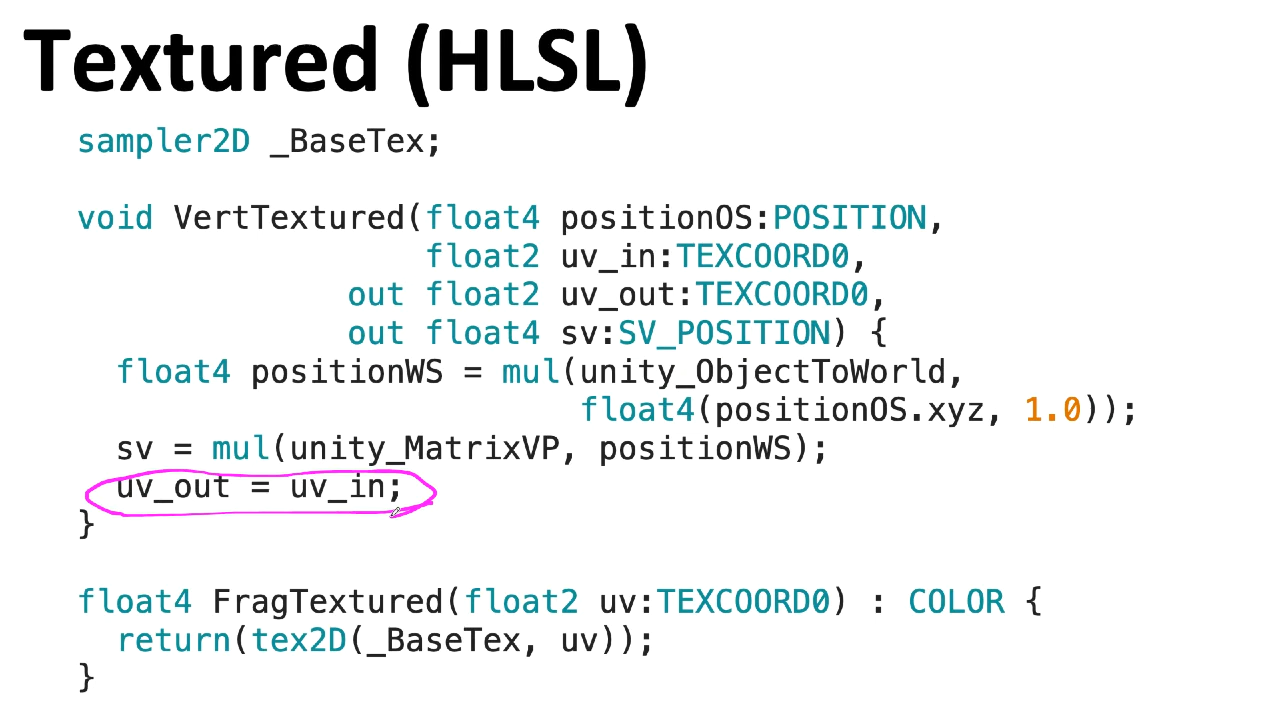 Textured (HLSL)
sampler2D _BaseTex;
void VertTextured(float4 positionOS:POSITION,
float2 uv_in:TEXCOORD0,
out float2 uv_out:TEXCOORD0,
out float4 sv:SV_POSITION) {
float4 positionWS = mul(unity_ObjectToWorld,
float4(positionOS.xyz, 1.0));
sv = mul(unity_MatrixVP, positionWS);
uv_out = uv_in;
}
float4 FragTextured(float2 uv:TEXCOORD0) : COLOR {
return(tex2D(_BaseTex, uv));
}